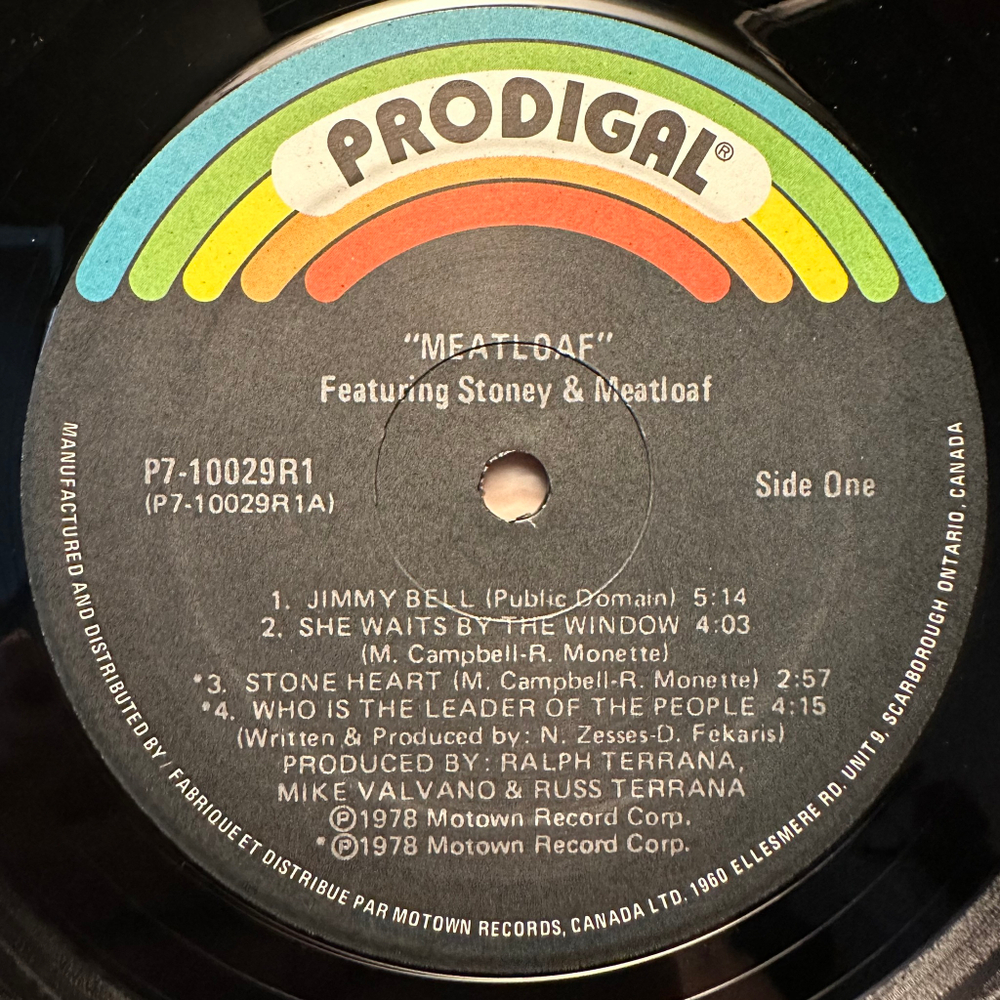 PRODIGAL®
"MEATLOAF"
Featuring Stoney & Meatloaf
P7-10029R1
(P7-10029R1A)
Side One
1. JIMMY BELL (Public Domain) 5:14
2. SHE WAITS BY THE WINDOW 4:03
(M. Campbell-R. Monette)
*3. STONE HEART (M. Campbell-R. Monette) 2:57
*4. WHO IS THE LEADER OF THE PEOPLE 4:15
(Written & Produced by: N. Zesses-D. Fekaris)
PRODUCED BY: RALPH TERRANA,
MIKE VALVANO & RUSS TERRANA
℗1978 Motown Record Corp.
*℗1978 Motown Record Corp.
MANUFACTURED AND DISTRIBUTED BY / FABRIQUE ET DISTRIBUE PAR MOTOWN RECORDS, CANADA LTD. 1960 ELLESMERE RD. UNIT 9, SCARBOROUGH ONTARIO, CANADA